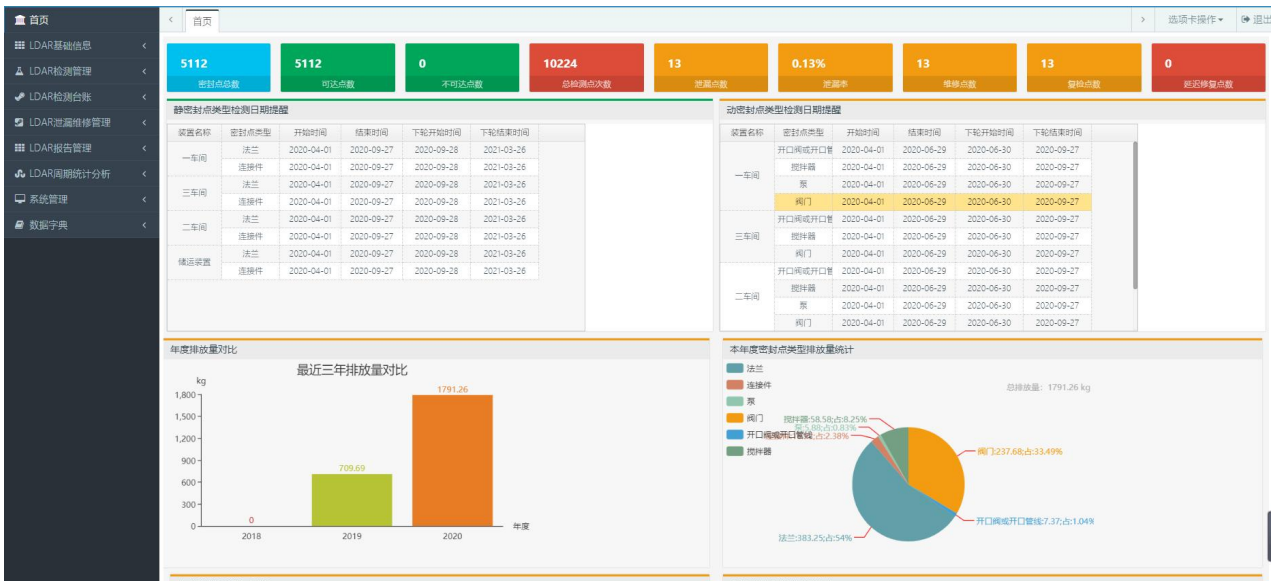 首页
LDAR基础信息
LDAR检测管理
LDAR检测台账
LDAR泄漏维修管理
LDAR报告管理
LDAR周期统计分析
系统管理
数据字典
首页
选项卡操作
退出
5112 5112 0 10224 13 0.13% 13 13 0
密封点总数 可达点数 不可达点数 总检测点次数 泄漏点数 泄漏率 维修点数 复检点数 延迟修复点数
静密封点类型检测日期提醒
装置名称 密封点类型 开始时间 结束时间 下轮开始时间 下轮结束时间
一车间 法兰 2020-04-01 2020-09-27 2020-09-28 2021-03-26
连接件 2020-04-01 2020-09-27 2020-09-28 2021-03-26
三车间 法兰 2020-04-01 2020-09-27 2020-09-28 2021-03-26
连接件 2020-04-01 2020-09-27 2020-09-28 2021-03-26
二车间 法兰 2020-04-01 2020-09-27 2020-09-28 2021-03-26
连接件 2020-04-01 2020-09-27 2020-09-28 2021-03-26
储运装置 法兰 2020-04-01 2020-09-27 2020-09-28 2021-03-26
连接件 2020-04-01 2020-09-27 2020-09-28 2021-03-26
动密封点类型检测日期提醒
装置名称 密封点类型 开始时间 结束时间 下轮开始时间 下轮结束时间
一车间 开口阀或开口管 2020-04-01 2020-06-29 2020-06-30 2020-09-27
搅拌器 2020-04-01 2020-06-29 2020-06-30 2020-09-27
泵 2020-04-01 2020-06-29 2020-06-30 2020-09-27
阀门 2020-04-01 2020-06-29 2020-06-30 2020-09-27
三车间 开口阀或开口管 2020-04-01 2020-06-29 2020-06-30 2020-09-27
搅拌器 2020-04-01 2020-06-29 2020-06-30 2020-09-27
阀门 2020-04-01 2020-06-29 2020-06-30 2020-09-27
二车间 开口阀或开口管 2020-04-01 2020-06-29 2020-06-30 2020-09-27
搅拌器 2020-04-01 2020-06-29 2020-06-30 2020-09-27
泵 2020-04-01 2020-06-29 2020-06-30 2020-09-27
阀门 2020-04-01 2020-06-29 2020-06-30 2020-09-27
年度排放量对比
最近三年排放量对比
kg
1,800
1,500
1,200
900
600
300
0
0
709.69
1791.26
2018 2019 2020
年度
本年度密封点类型排放量统计
法兰
连接件
泵
阀门
开口阀或开口管线
搅拌器
总排放量: 1791.26 kg
搅拌器:58.58;占:8.25%
泵:5.88;占:0.83%
占:2.38%
阀门:237.68;占:33.49%
开口阀或开口管线:7.37;占:1.04%
法兰:383.25;占:54%